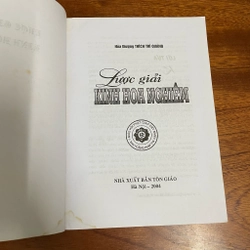 Hòa thượng THÍCH TRÍ QUẢNG
Lược giải
KINH HOA NGHIÊM
NHÀ XUẤT BẢN TÔN GIÁO
Hà Nội - 2004